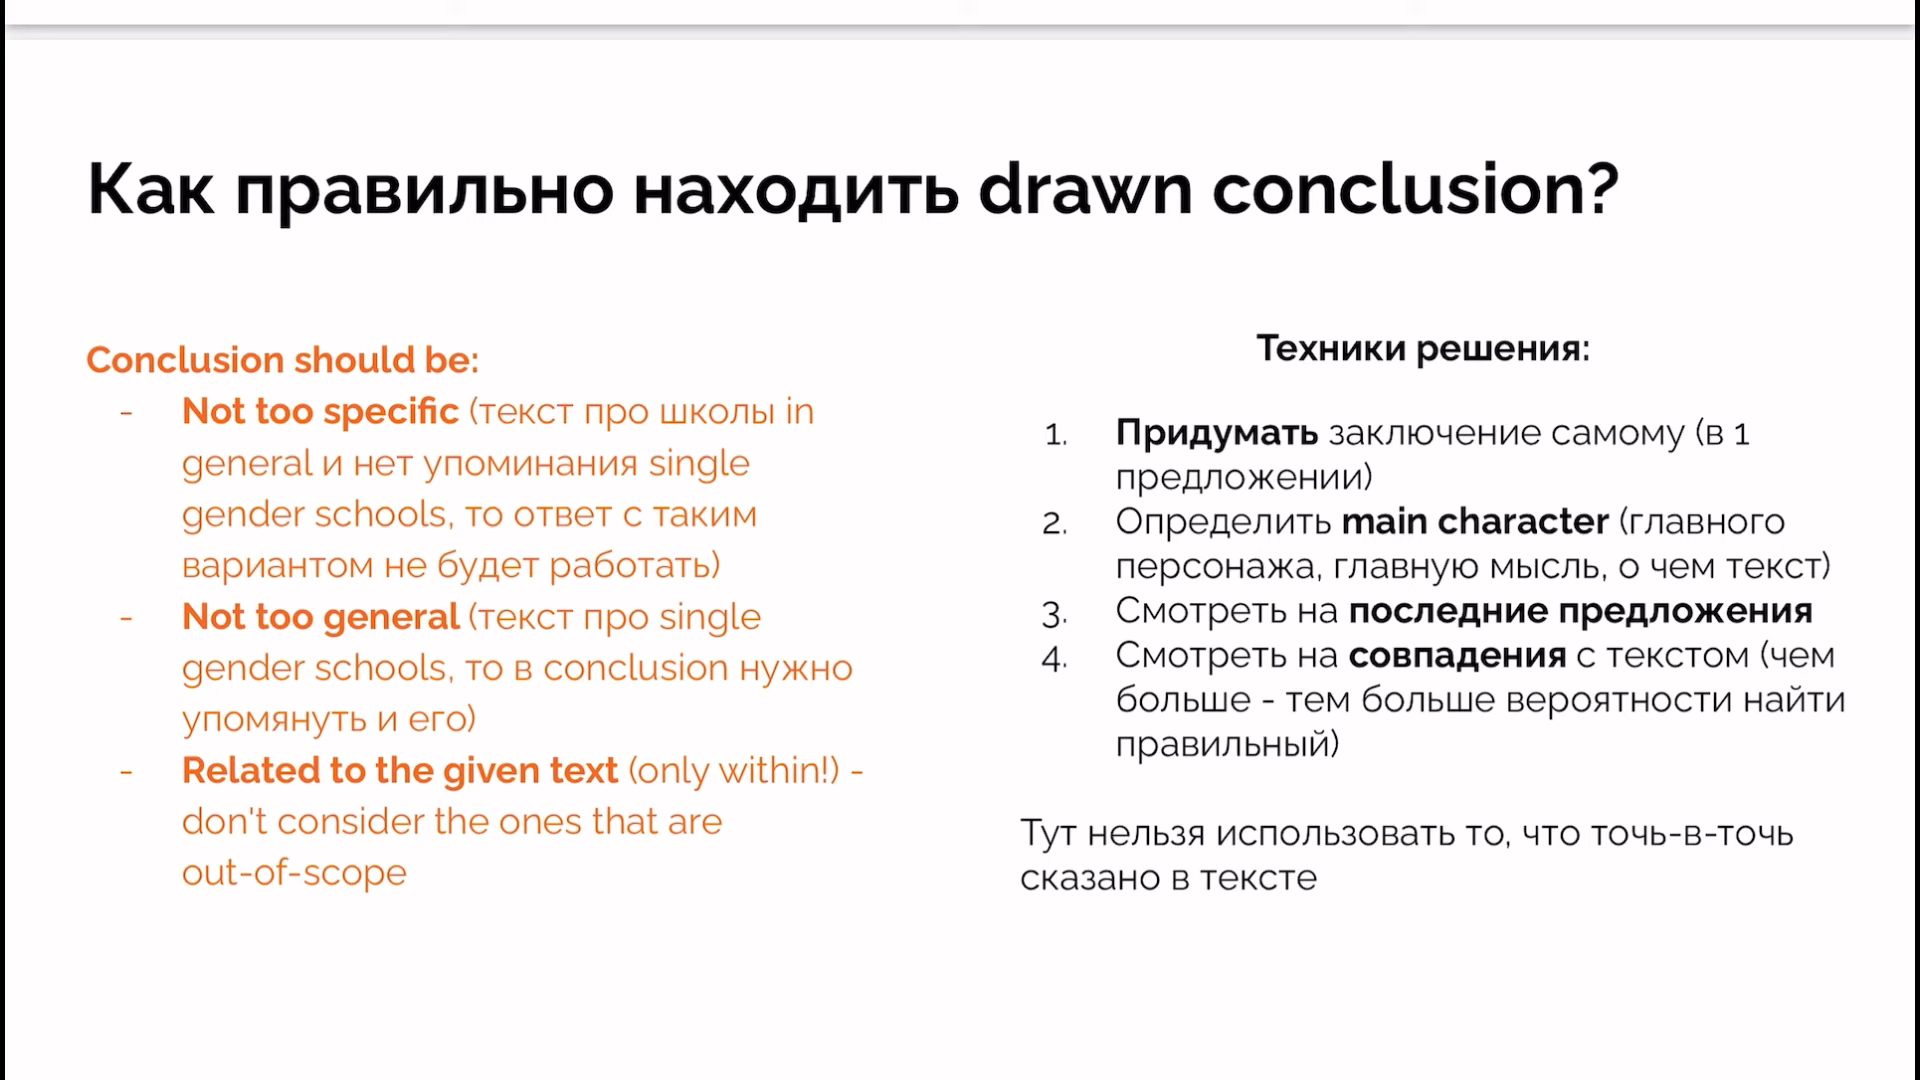 Как правильно находить drawn conclusion?
Conclusion should be:
- Not too specific (текст про школы in
general и нет упоминания single
gender schools, то ответ с таким
вариантом не будет работать)
- Not too general (текст про single
gender schools, то в conclusion нужно
упомянуть и его)
- Related to the given text (only within!) -
don't consider the ones that are
out-of-scope
Техники решения:
1. Придумать заключение самому (в 1
предложении)
2. Определить main character (главного
персонажа, главную мысль, о чем текст)
3. Смотреть на последние предложения
4. Смотреть на совпадения с текстом (чем
больше - тем больше вероятности найти
правильный)
Тут нельзя использовать то, что точь-в-точь
сказано в тексте